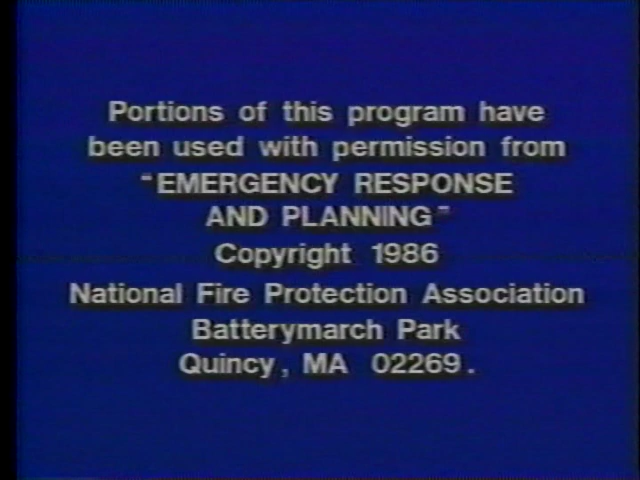 Portions of this program have
been used with permission from
"EMERGENCY RESPONSE
AND PLANNING"
Copyright 1986
National Fire Protection Association
Batterymarch Park
Quincy, MA 02269.